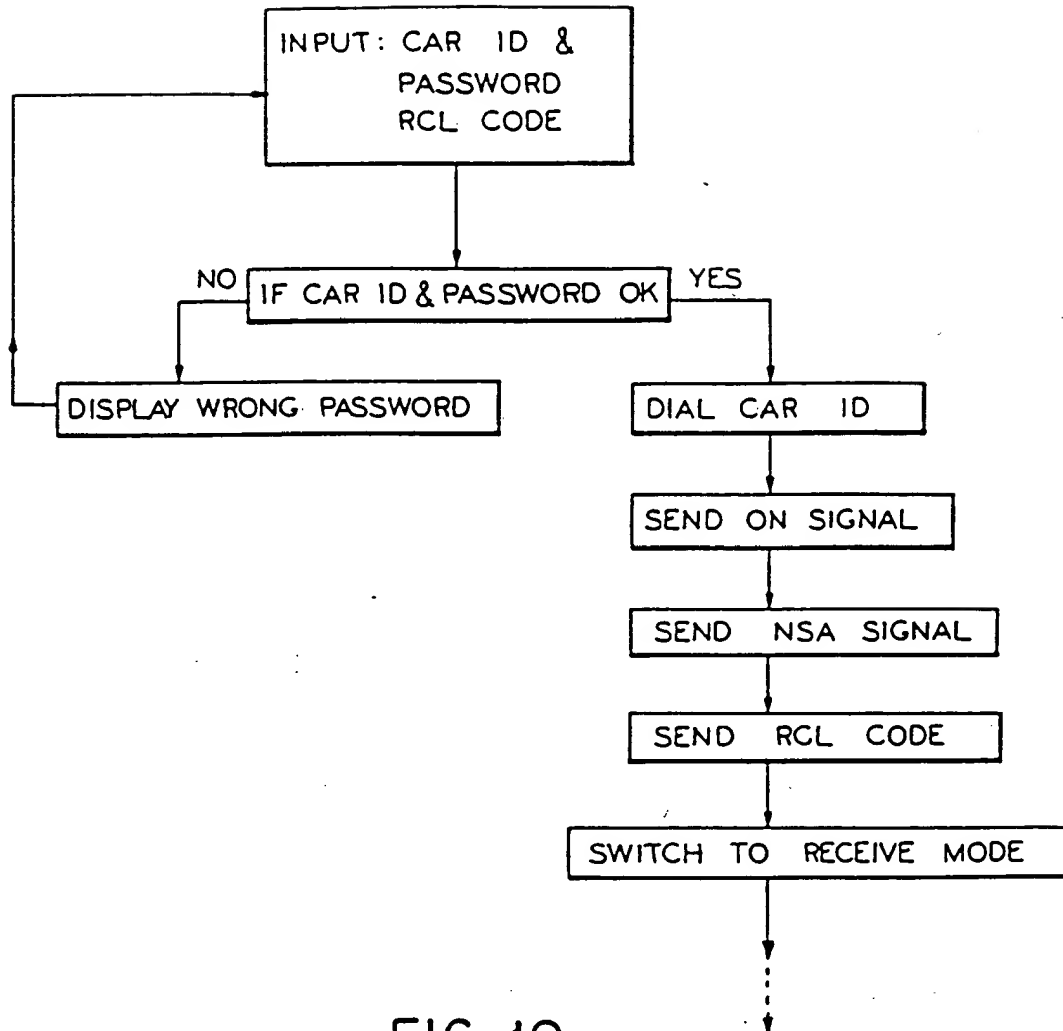 INPUT: CAR ID &
PASSWORD
RCL CODE
NO
IF CAR ID & PASSWORD OK
YES
DISPLAY WRONG PASSWORD
DIAL CAR ID
SEND ON SIGNAL
SEND NSA SIGNAL
SEND RCL CODE
SWITCH TO RECEIVE MODE